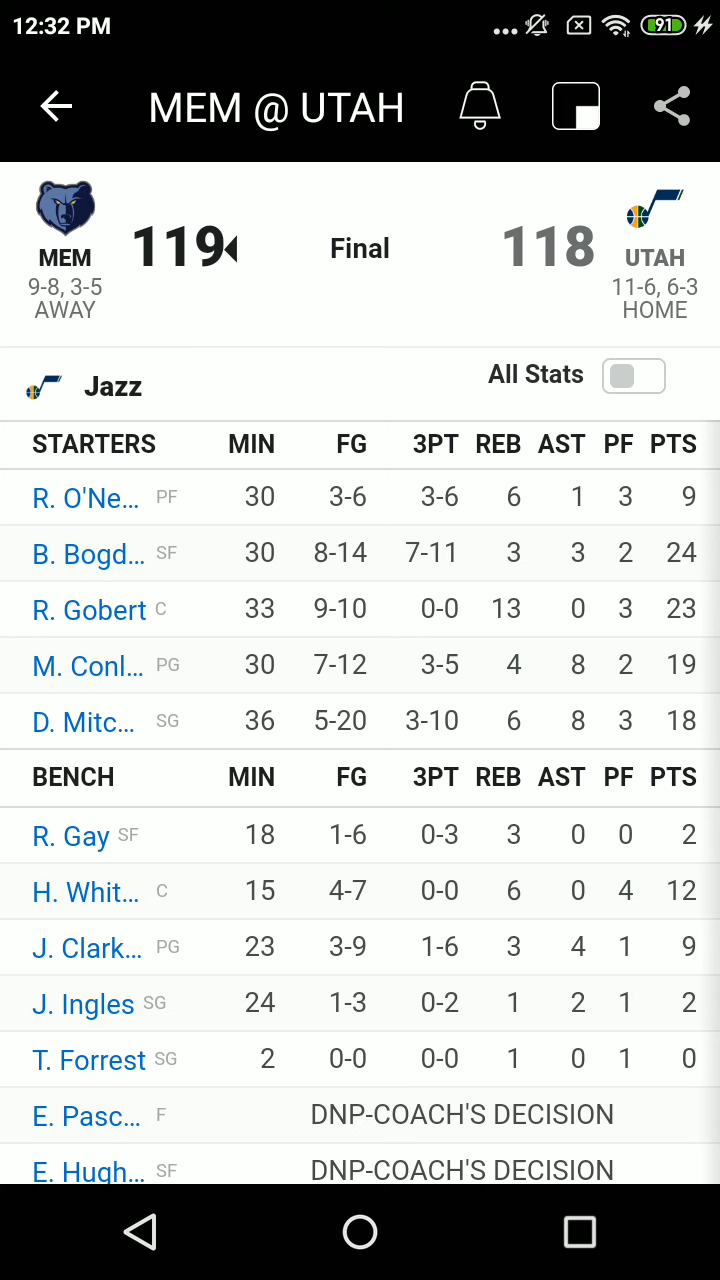 12:32 PM 91
MEM @ UTAH
119 Final 118
MEM UTAH
9-8, 3-5 11-6, 6-3
AWAY HOME
Jazz All Stats
STARTERS MIN FG 3PT REB AST PF PTS
R. O'Ne... PF 30 3-6 3-6 6 1 3 9
B. Bogd... SF 30 8-14 7-11 3 3 2 24
R. Gobert C 33 9-10 0-0 13 0 3 23
M. Conl... PG 30 7-12 3-5 4 8 2 19
D. Mitc... SG 36 5-20 3-10 6 8 3 18
BENCH MIN FG 3PT REB AST PF PTS
R. Gay SF 18 1-6 0-3 3 0 0 2
H. Whit... C 15 4-7 0-0 6 0 4 12
J. Clark... PG 23 3-9 1-6 3 4 1 9
J. Ingles SG 24 1-3 0-2 1 2 1 2
T. Forrest SG 2 0-0 0-0 1 0 1 0
E. Pasc... F DNP-COACH'S DECISION
E. Hugh... SF DNP-COACH'S DECISION